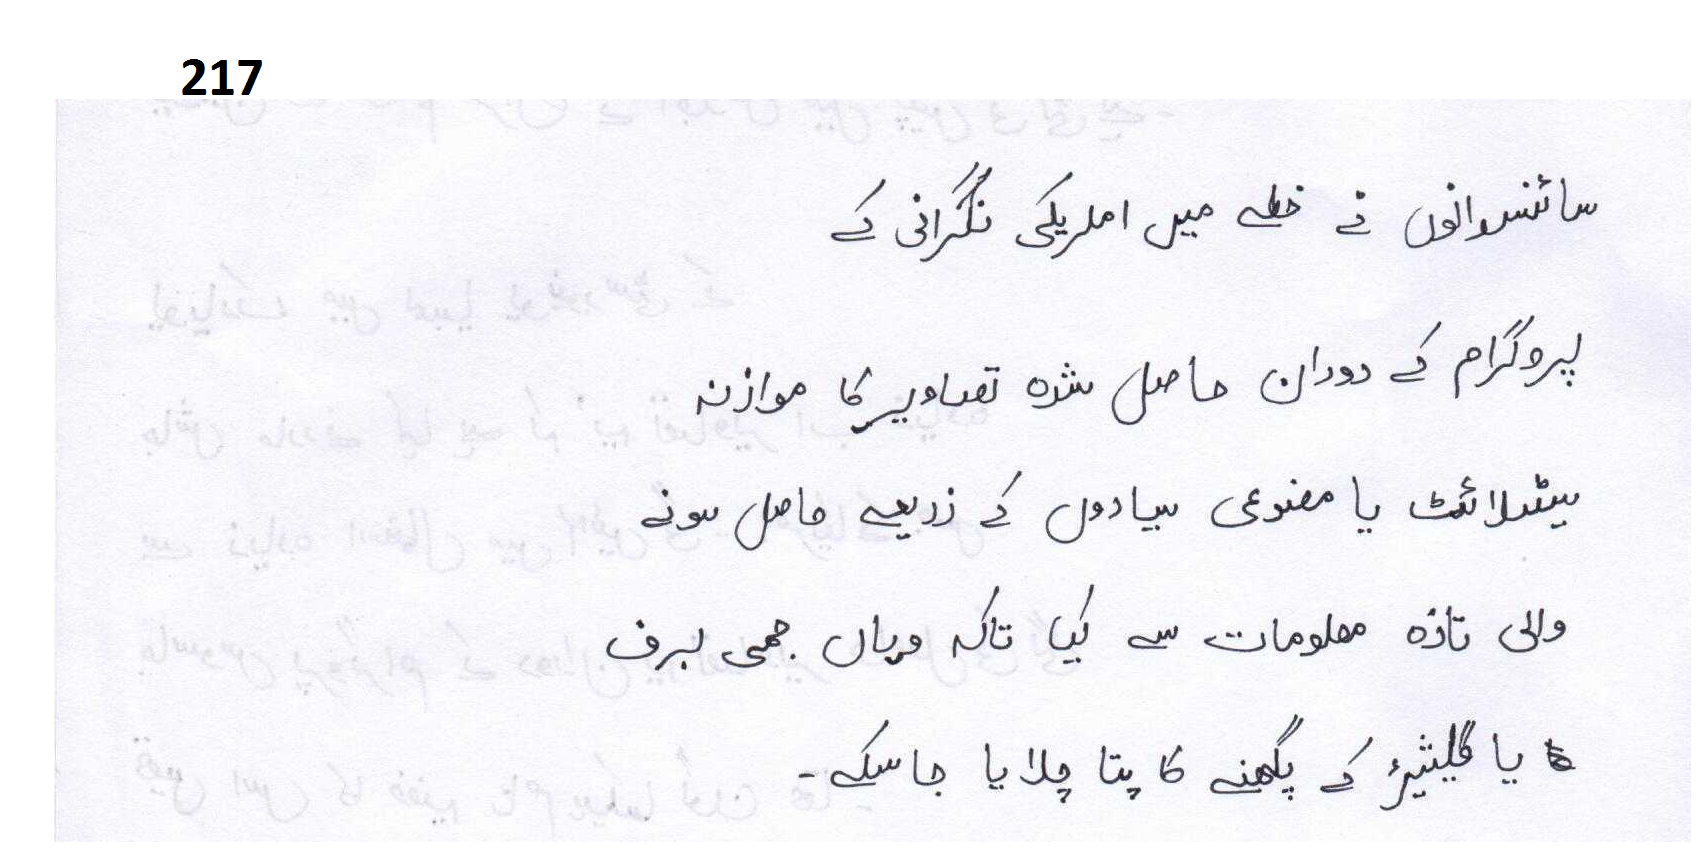 217
سائنسدانوں نے خطے میں امریکی نگرانی کے
پروگرام کے دوران حاصل شدہ تصاویر کا موازنہ
سیٹلائٹ یا مصنوعی سیاروں کے ذریعے حاصل ہونے
والی تازہ معلومات سے کیا تاکہ وہاں جمی برف
یا گلیشیئر کے پگھلنے کا پتا چلایا جا سکے۔